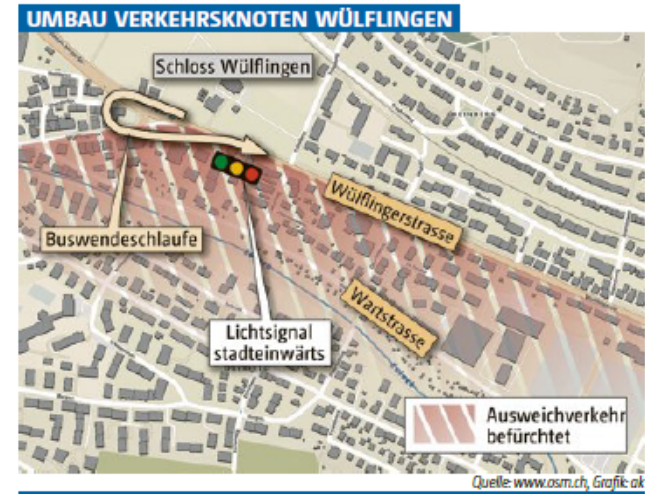 UMBAU VERKEHRSKNOTEN WÜLFLINGEN
Schloss Wülflingen
Wülflingerstrasse
Buswendeschlaufe
Wartstrasse
Lichtsignal
stadteinwärts
Ausweichverkehr
befürchtet
Quelle: www.osm.ch, Grafik: ak